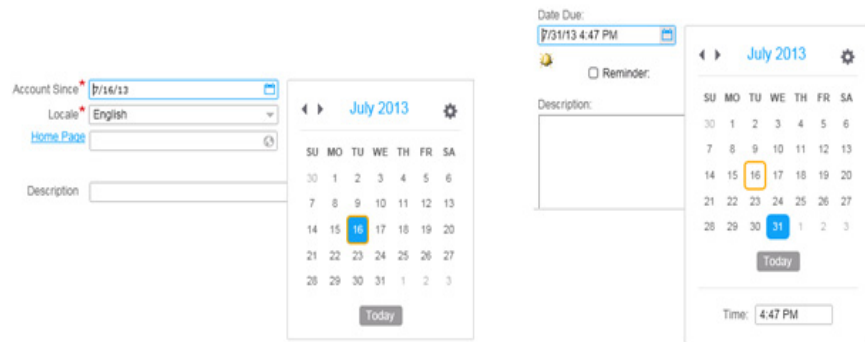 Account Since* 7/16/13
Locale* English
Home Page
Description
July 2013
SU MO TU WE TH FR SA
30 1 2 3 4 5 6
7 8 9 10 11 12 13
14 15 16 17 18 19 20
21 22 23 24 25 26 27
28 29 30 31 1 2 3
Today
Date Due:
7/31/13 4:47 PM
Reminder:
Description:
July 2013
SU MO TU WE TH FR SA
30 1 2 3 4 5 6
7 8 9 10 11 12 13
14 15 16 17 18 19 20
21 22 23 24 25 26 27
28 29 30 31 1 2 3
Today
Time: 4:47 PM